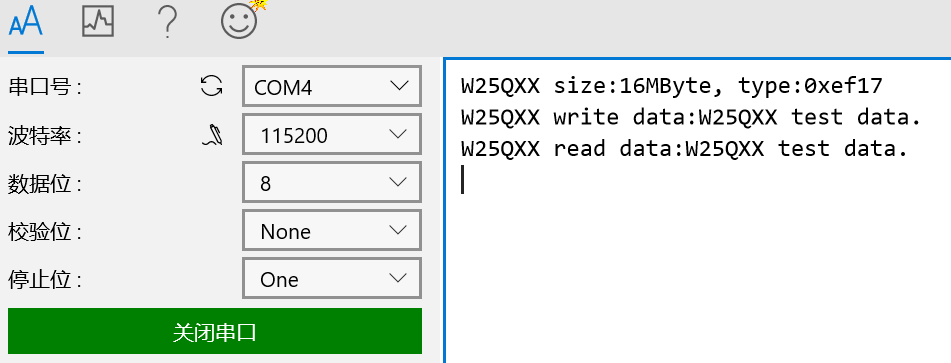 AA
?
串口号 :
COM4
波特率 :
115200
数据位 :
8
校验位 :
None
停止位 :
One
关闭串口
W25QXX size:16MByte, type:0xef17
W25QXX write data:W25QXX test data.
W25QXX read data:W25QXX test data.